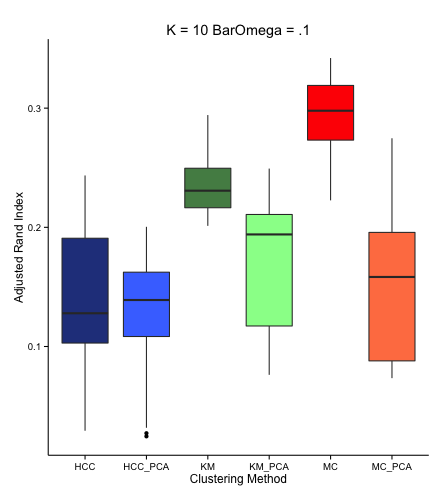 K = 10 BarOmega = .1
Adjusted Rand Index
0.3
0.2
0.1
HCC HCC_PCA KM KM_PCA MC MC_PCA
Clustering Method